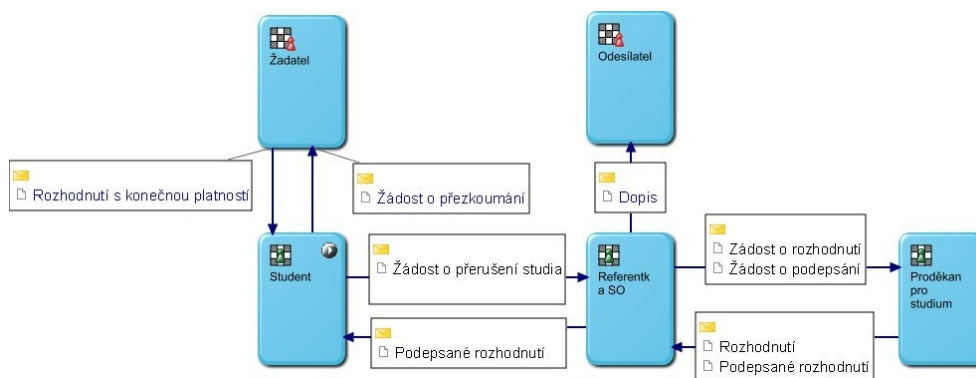 Žadatel
Odesílatel
Rozhodnutí s konečnou platností
Žádost o přezkoumání
Dopis
Student
Žádost o přerušení studia
Referentk
a SO
Zádost o rozhodnutí
Žádost o podepsání
Proděkan
pro
studium
Podepsané rozhodnutí
Rozhodnutí
Podepsané rozhodnutí